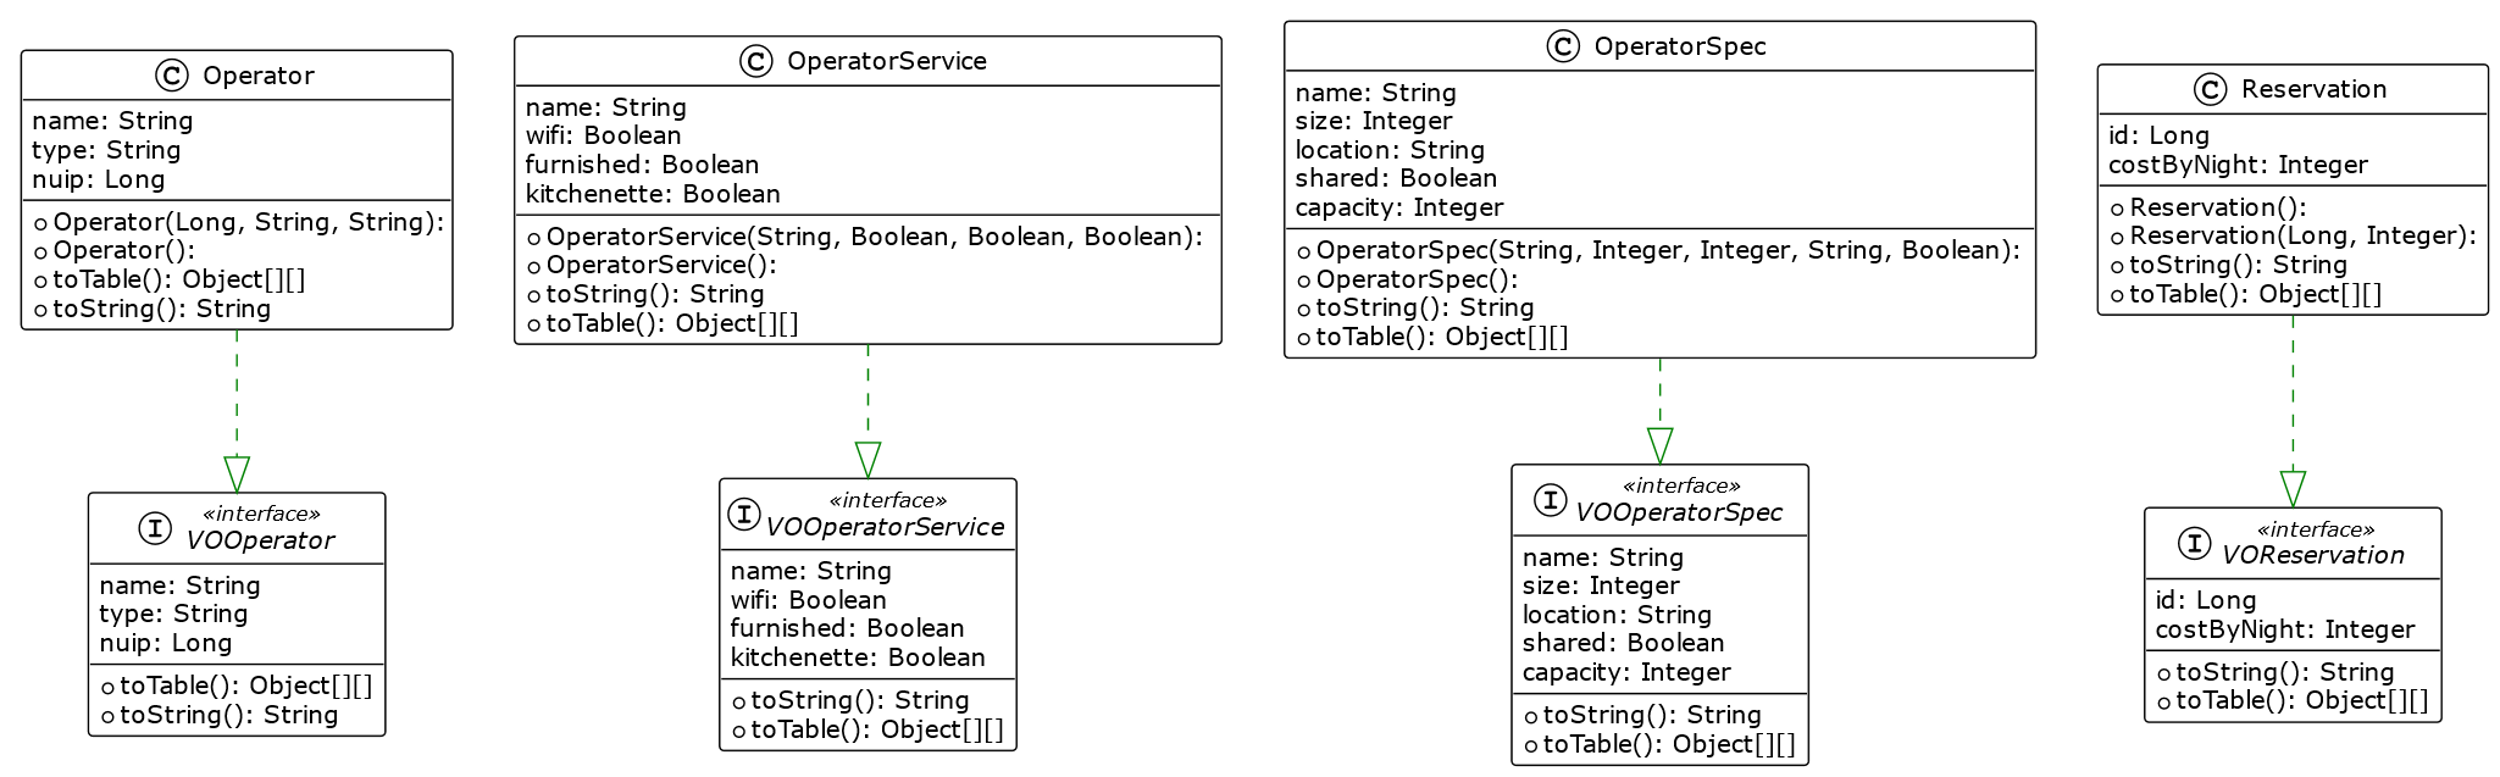 C Operator
name: String
type: String
nuip: Long
Operator(Long, String, String):
Operator():
toTable(): Object[][]
toString(): String
C OperatorService
name: String
wifi: Boolean
furnished: Boolean
kitchenette: Boolean
OperatorService(String, Boolean, Boolean, Boolean):
OperatorService():
toString(): String
toTable(): Object[][]
C OperatorSpec
name: String
size: Integer
location: String
shared: Boolean
capacity: Integer
OperatorSpec(String, Integer, Integer, String, Boolean):
OperatorSpec():
toString(): String
toTable(): Object[][]
C Reservation
id: Long
costByNight: Integer
Reservation():
Reservation(Long, Integer):
toString(): String
toTable(): Object[][]
«interface»
I VOOperator
name: String
type: String
nuip: Long
toTable(): Object[][]
toString(): String
«interface»
I VOOperatorService
name: String
wifi: Boolean
furnished: Boolean
kitchenette: Boolean
toString(): String
toTable(): Object[][]
«interface»
I VOOperatorSpec
name: String
size: Integer
location: String
shared: Boolean
capacity: Integer
toString(): String
toTable(): Object[][]
«interface»
I VOReservation
id: Long
costByNight: Integer
toString(): String
toTable(): Object[][]